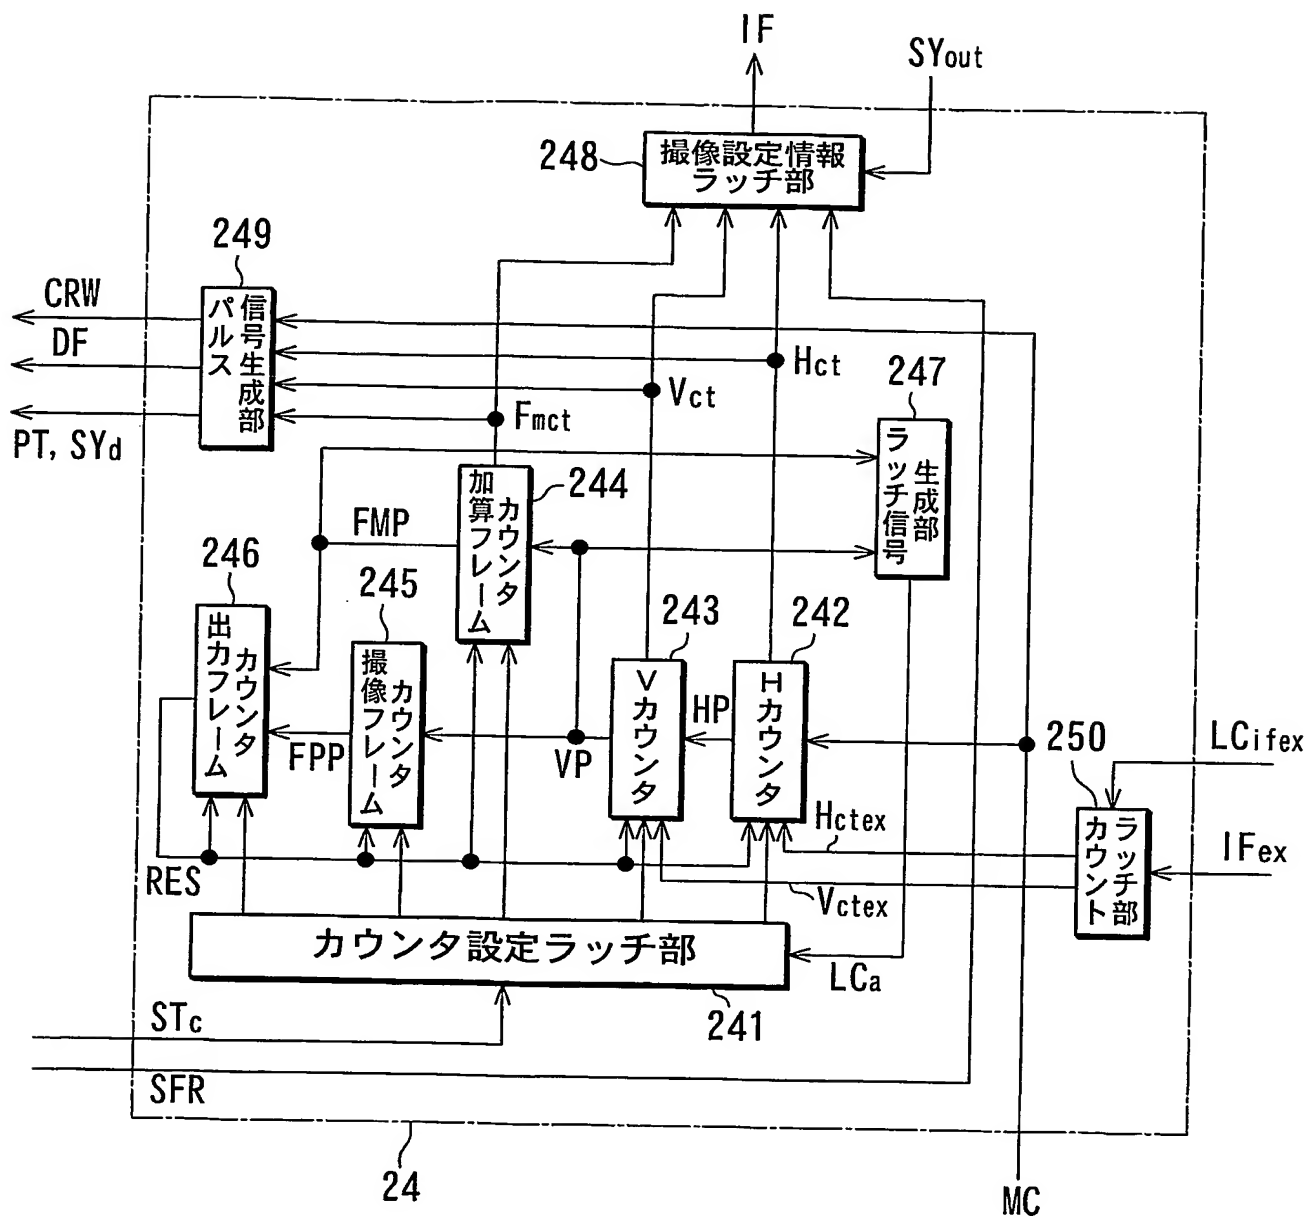 IF
SYout
248
撮像設定情報
ラッチ部
249
CRW
DF
PT, SYd
パルス
信号生成部
Hct
Vct
Fmct
247
ラッチ信号
生成部
244
加算フレーム
カウンタ
FMP
246
出力フレーム
カウンタ
245
撮像フレーム
カウンタ
243
Vカウンタ
242
Hカウンタ
HP
VP
FPP
250
カウント
ラッチ部
LCifex
IFex
Hctex
Vctex
RES
カウンタ設定ラッチ部
241
LCa
STc
SFR
24
MC